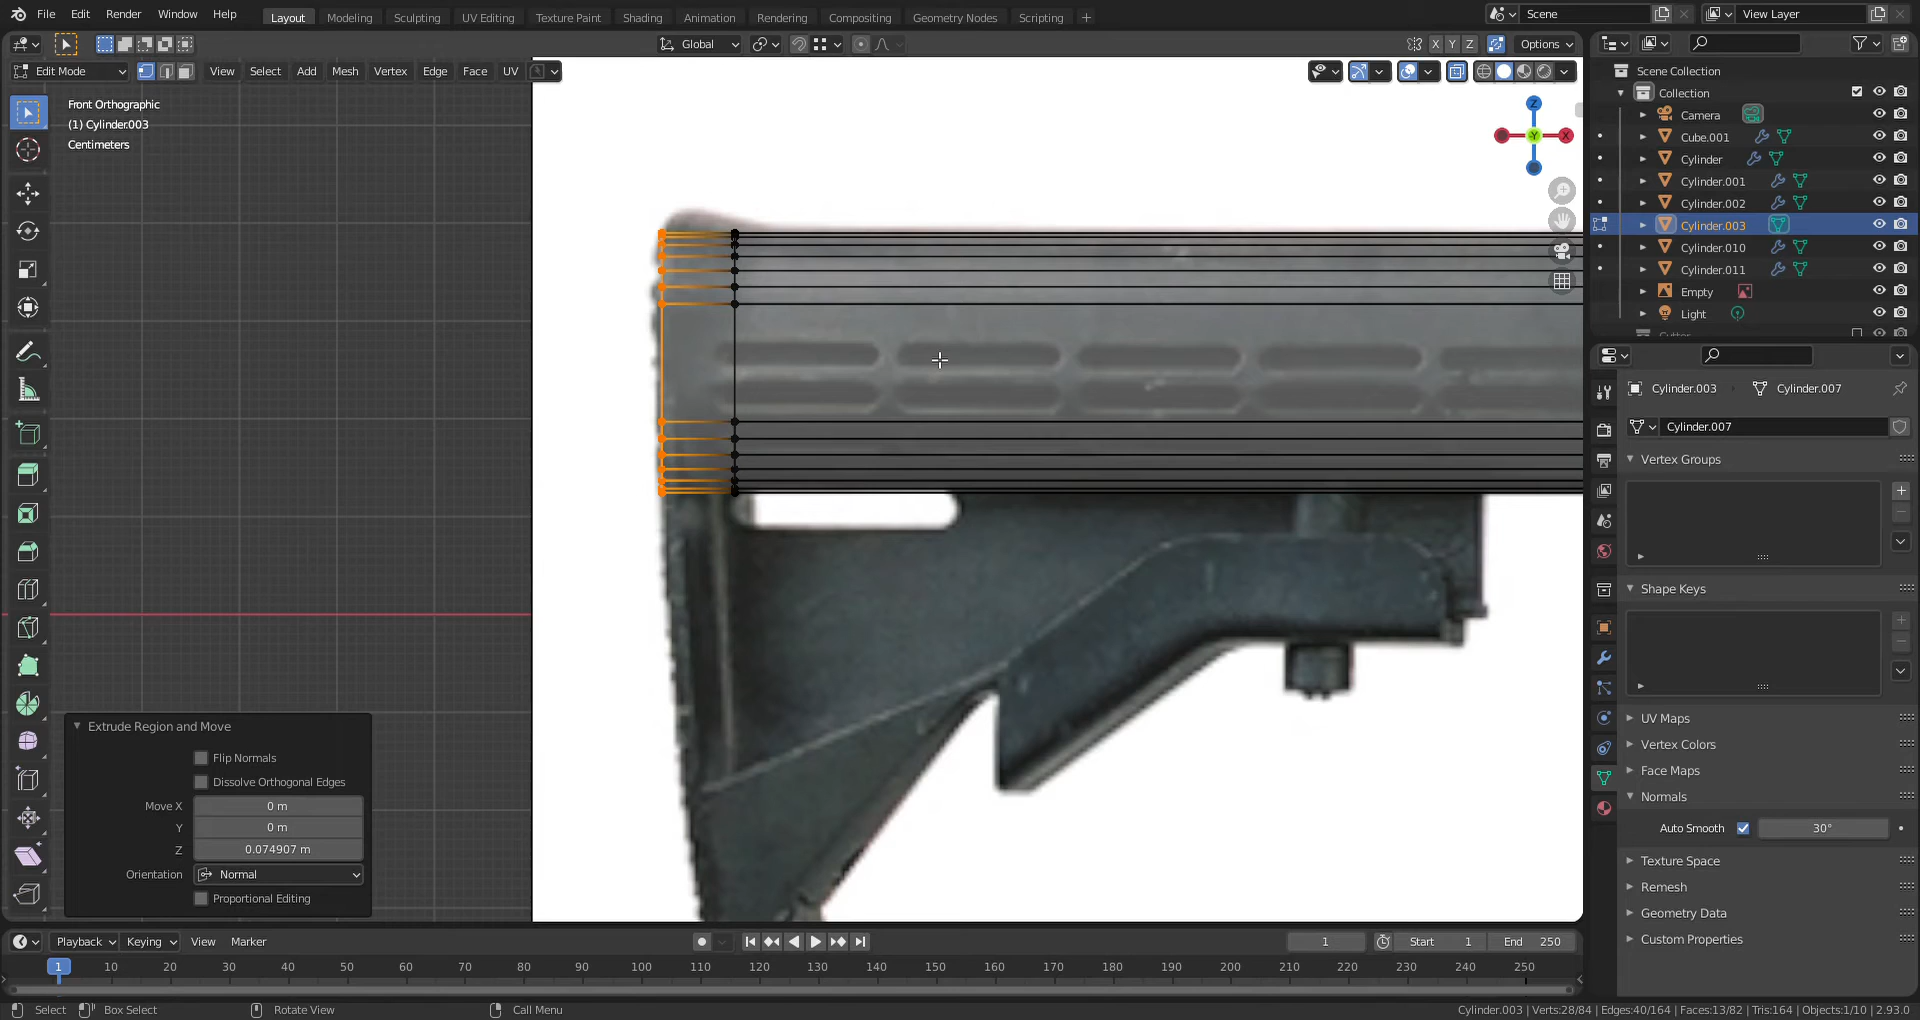 File Edit Render Window Help
Layout Modeling Sculpting UV Editing Texture Paint Shading Animation Rendering Compositing Geometry Nodes Scripting +
Scene
View Layer
Global
X Y Z
Options
Edit Mode
View Select Add Mesh Vertex Edge Face UV
Front Orthographic
(1) Cylinder.003
Centimeters
Z
X
Y
Extrude Region and Move
Flip Normals
Dissolve Orthogonal Edges
Move X 0 m
Y 0 m
Z 0.074907 m
Orientation Normal
Proportional Editing
Scene Collection
Collection
Camera
Cube.001
Cylinder
Cylinder.001
Cylinder.002
Cylinder.003
Cylinder.010
Cylinder.011
Empty
Light
Cutter
Cylinder.003 Cylinder.007
Cylinder.007
Vertex Groups
Shape Keys
UV Maps
Vertex Colors
Face Maps
Normals
Auto Smooth 30°
Texture Space
Remesh
Geometry Data
Custom Properties
Playback Keying View Marker
1 Start 1 End 250
1 10 20 30 40 50 60 70 80 90 100 110 120 130 140 150 160 170 180 190 200 210 220 230 240 250
Select Box Select Rotate View Call Menu
Cylinder.003 | Verts:28/84 | Edges:40/164 | Faces:13/82 | Tris:164 | Objects:1/10 | 2.93.0